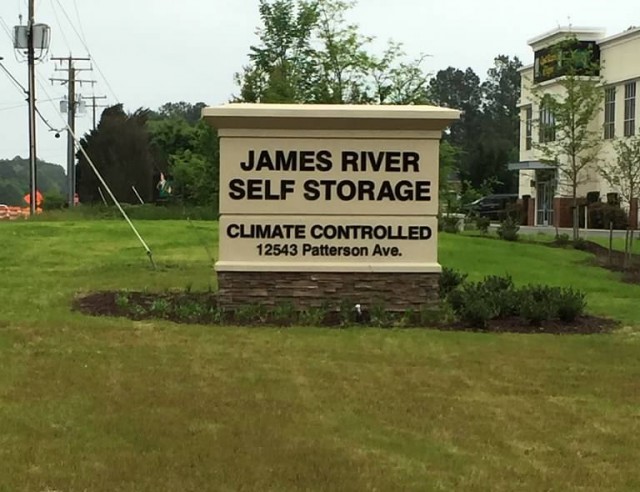 JAMES RIVER
SELF STORAGE
CLIMATE CONTROLLED
12543 Patterson Ave.